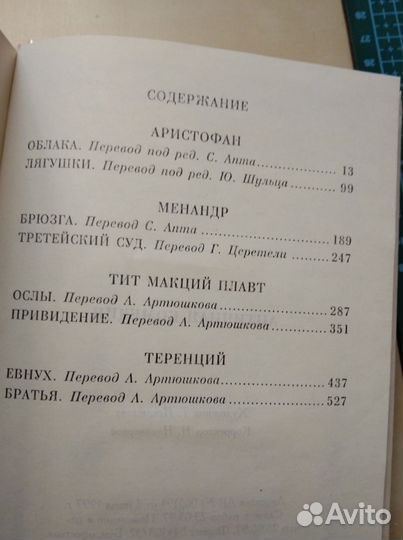 СОДЕРЖАНИЕ
АРИСТОФАН
ОБЛАКА. Перевод под ред. С. Апта 13
ЛЯГУШКИ. Перевод под ред. Ю. Шульца 99
МЕНАНДР
БРЮЗГА. Перевод С. Апта 189
ТРЕТЕЙСКИЙ СУД. Перевод Г. Церетели 247
ТИТ МАКЦИЙ ПЛАВТ
ОСЛЫ. Перевод А. Артюшкова 287
ПРИВИДЕНИЕ. Перевод А. Артюшкова 351
ТЕРЕНЦИЙ
ЕВНУХ. Перевод А. Артюшкова 437
БРАТЬЯ. Перевод А. Артюшкова 527
Avito